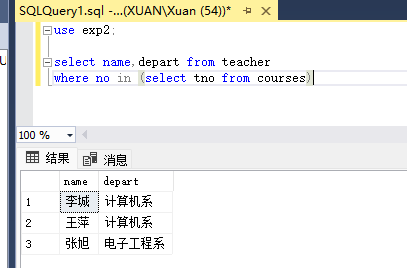 SQLQuery1.sql -...(XUAN\Xuan (54))*
use exp2;
select name,depart from teacher
where no in (select tno from courses)
100 %
结果 消息
name depart
1 李城 计算机系
2 王萍 计算机系
3 张旭 电子工程系